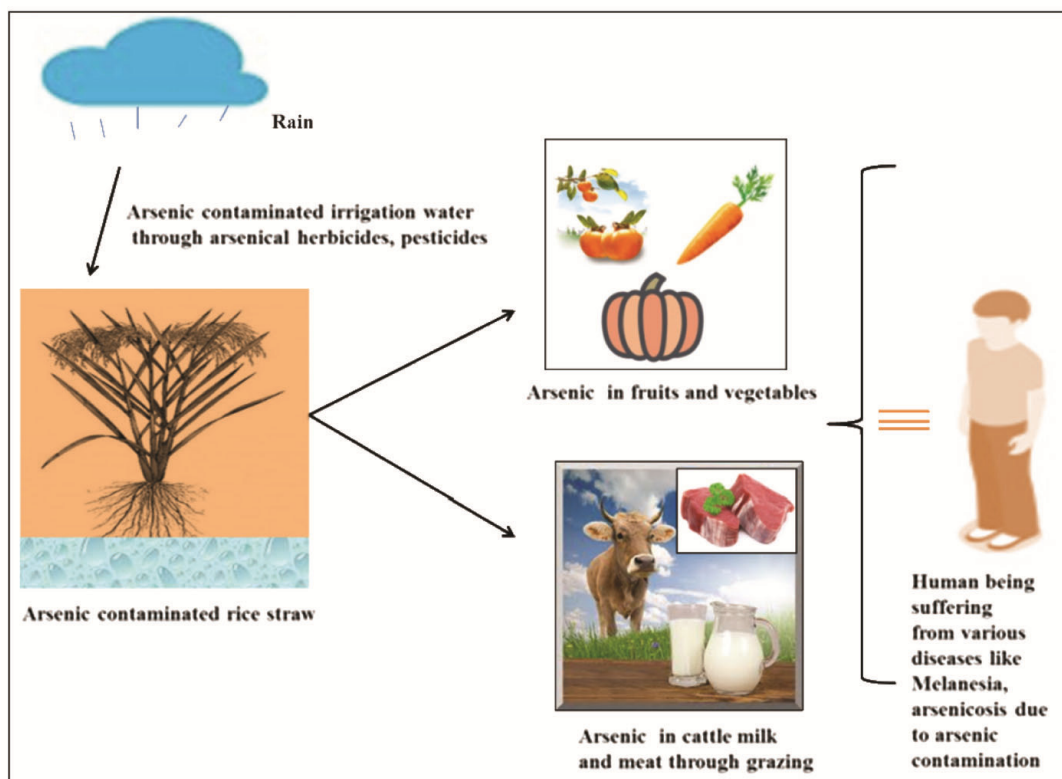 Rain
Arsenic contaminated irrigation water
through arsenical herbicides, pesticides
Arsenic in fruits and vegetables
Arsenic contaminated rice straw
Arsenic in cattle milk
and meat through grazing
Human being
suffering
from various
diseases like
Melanesia,
arsenicosis due
to arsenic
contamination